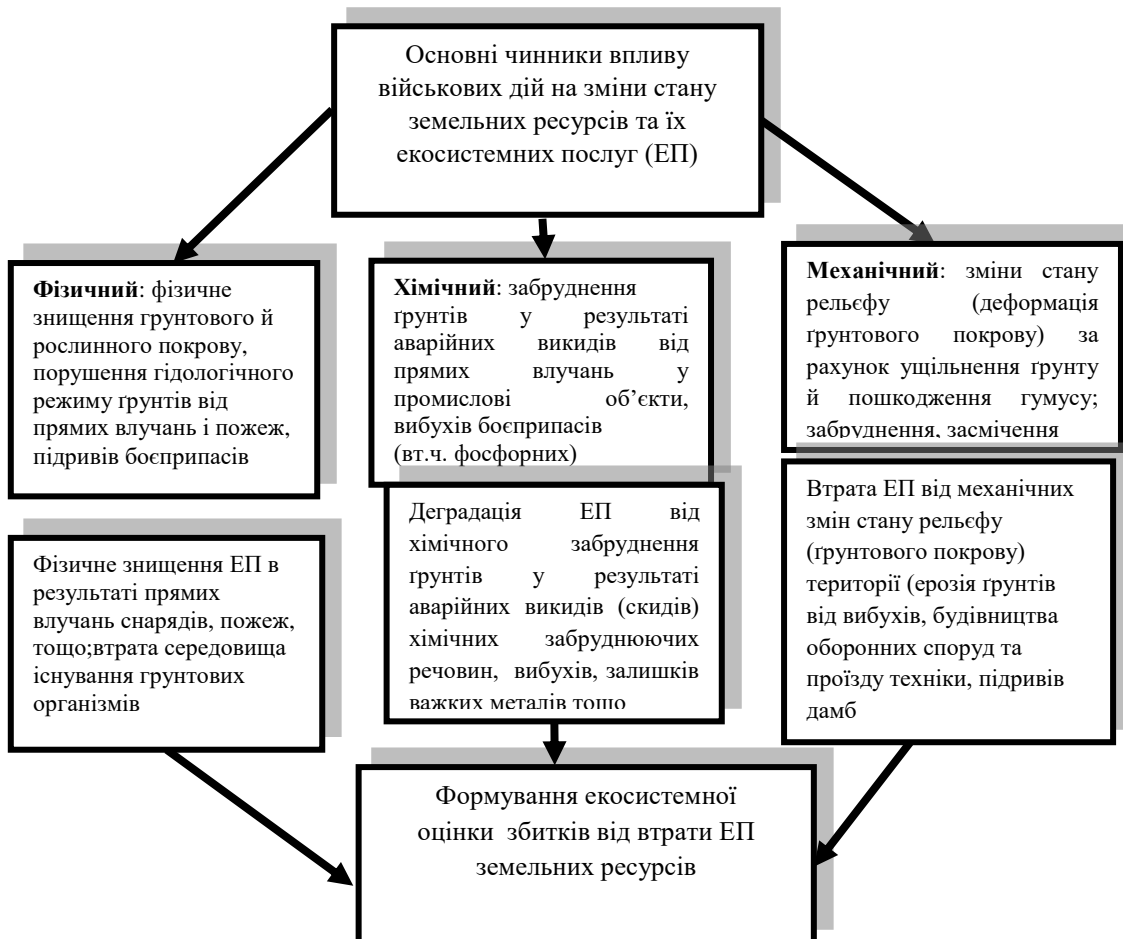 Основні чинники впливу
військових дій на зміни стану
земельних ресурсів та їх
екосистемних послуг (ЕП)
Фізичний: фізичне
знищення грунтового й
рослинного покрову,
порушення гідологічного
режиму ґрунтів від
прямих влучань і пожеж,
підривів боєприпасів
Хімічний: забруднення
ґрунтів у результаті
аварійних викидів від
прямих влучань у
промислові об’єкти,
вибухів боєприпасів
(вт.ч. фосфорних)
Механічний: зміни стану
рельєфу (деформація
ґрунтового покрову) за
рахунок ущільнення ґрунту
й пошкодження гумусу;
забруднення, засмічення
Фізичне знищення ЕП в
результаті прямих
влучань снарядів, пожеж,
тощо;втрата середовища
існування грунтових
організмів
Деградація ЕП від
хімічного забруднення
ґрунтів у результаті
аварійних викидів (скидів)
хімічних забруднюючих
речовин, вибухів, залишків
важких металів тощо
Втрата ЕП від механічних
змін стану рельєфу
(ґрунтового покрову)
території (ерозія ґрунтів
від вибухів, будівництва
оборонних споруд та
проїзду техніки, підривів
дамб
Формування екосистемної
оцінки збитків від втрати ЕП
земельних ресурсів